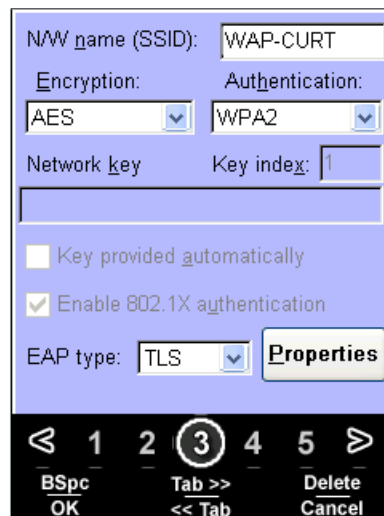 N/W name (SSID): WAP-CURT
Encryption: Authentication:
AES WPA2
Network key Key index: 1
Key provided automatically
Enable 802.1X authentication
EAP type: TLS Properties
< 1 2 3 4 5 >
BSpc Tab >> Delete
OK << Tab Cancel